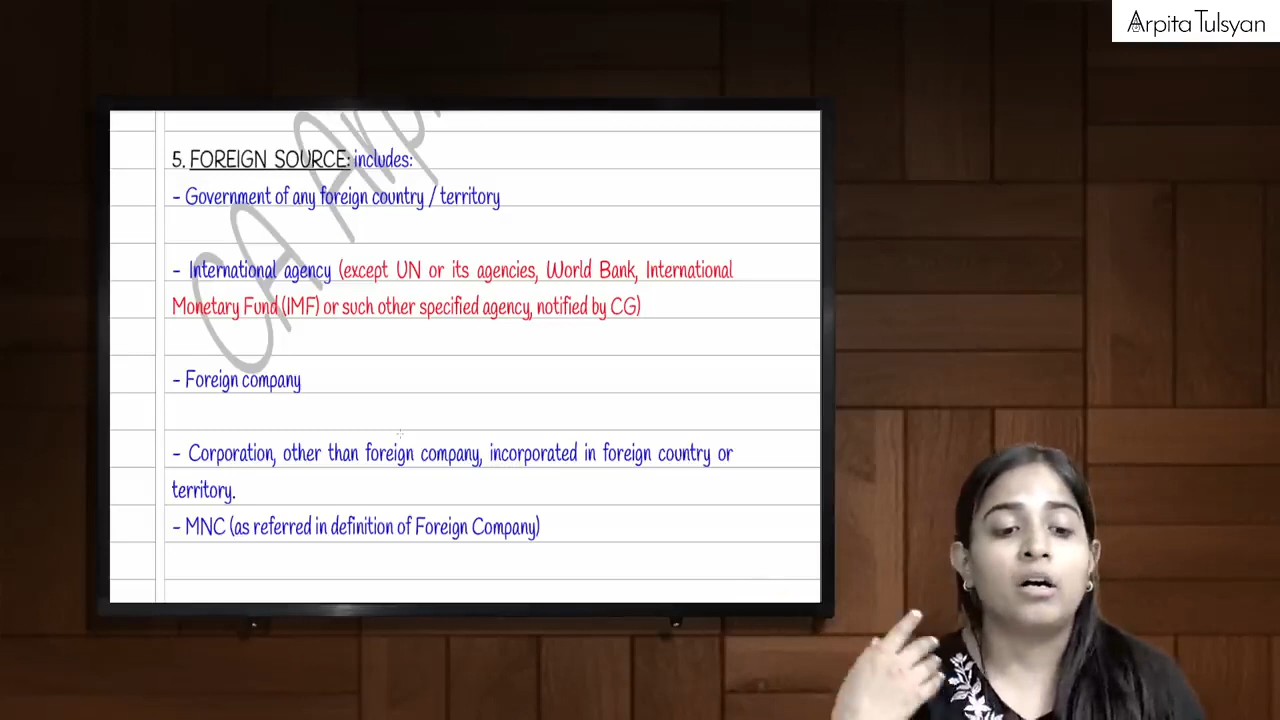 Arpita Tulsyan
5. FOREIGN SOURCE: includes:
- Government of any foreign country / territory
- International agency (except UN or its agencies, World Bank, International
Monetary Fund (IMF) or such other specified agency, notified by CG)
- Foreign company
- Corporation, other than foreign company, incorporated in foreign country or
territory.
- MNC (as referred in definition of Foreign Company)
CA Arp